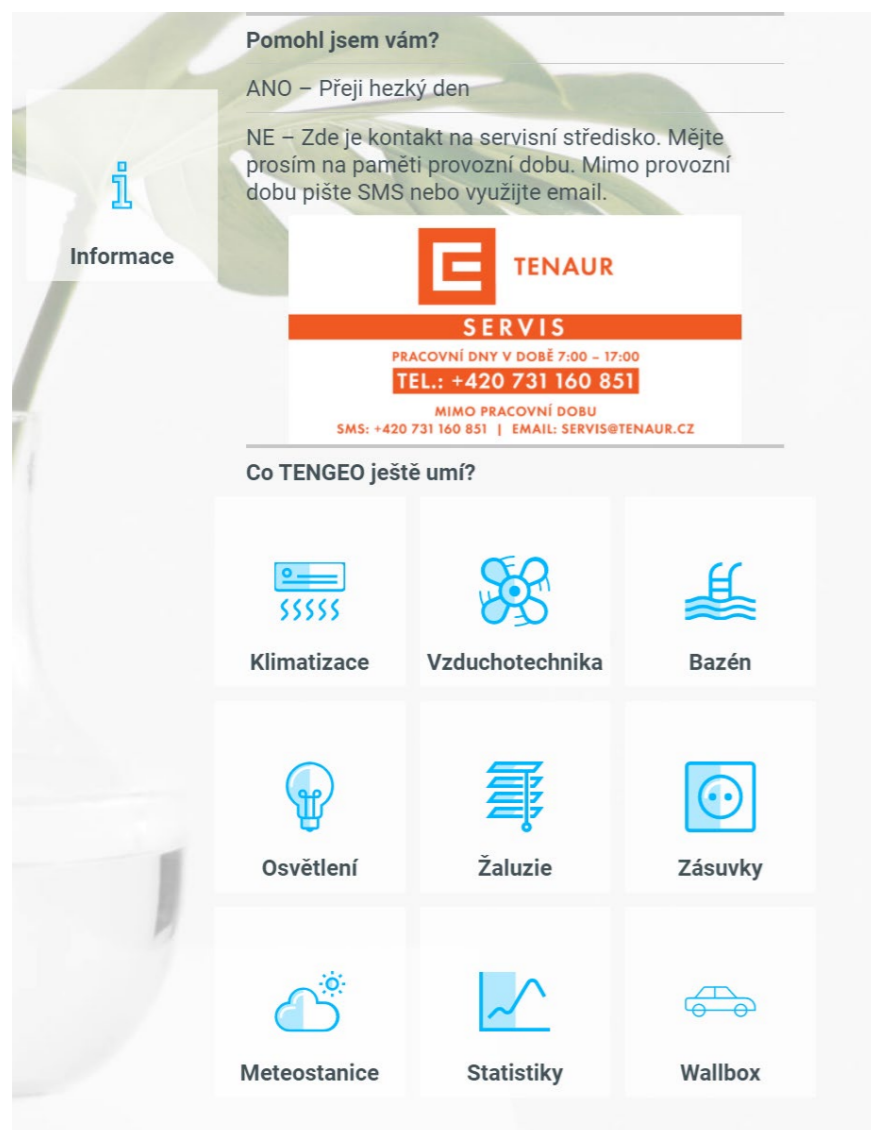 Pomohl jsem vám?
ANO – Přeji hezký den
NE – Zde je kontakt na servisní středisko. Mějte
prosím na paměti provozní dobu. Mimo provozní
dobu pište SMS nebo využijte email.
Informace
TENAUR
SERVIS
PRACOVNÍ DNY V DOBĚ 7:00 – 17:00
TEL.: +420 731 160 851
MIMO PRACOVNÍ DOBU
SMS: +420 731 160 851 | EMAIL: SERVIS@TENAUR.CZ
Co TENGEO ještě umí?
Klimatizace
Vzduchotechnika
Bazén
Osvětlení
Žaluzie
Zásuvky
Meteostanice
Statistiky
Wallbox